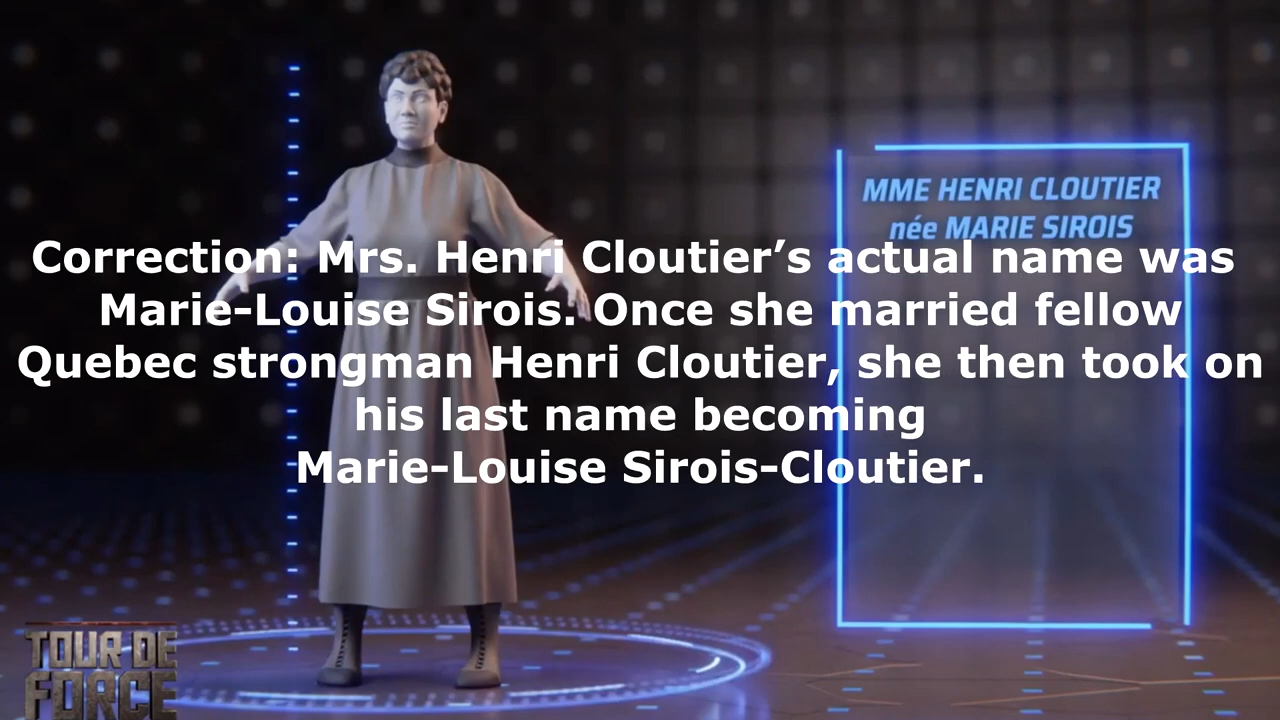 MME HENRI CLOUTIER
née MARIE SIROIS
Correction: Mrs. Henri Cloutier’s actual name was
Marie-Louise Sirois. Once she married fellow
Quebec strongman Henri Cloutier, she then took on
his last name becoming
Marie-Louise Sirois-Cloutier.
TOUR DE
FORCE